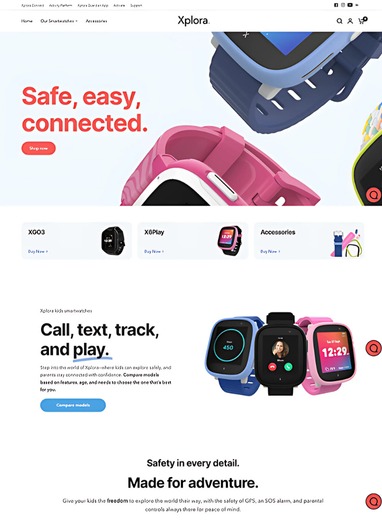 Xplora Connect Activity Platform Xplora Guardian App Activate Support
Home Our Smartwatches Accessories
Xplora.
Safe, easy,
connected.
Shop now
XGO3
Buy Now >
X6Play
Buy Now >
Accessories
Buy Now >
Xplora kids smartwatches
Call, text, track,
and play.
Step into the world of Xplora—where kids can explore safely, and
parents stay connected with confidence. Compare models
based on features, age, and needs to choose the one that's best
for you.
Compare models
450
12:29
Safety in every detail.
Made for adventure.
Give your kids the freedom to explore the world their way, with the safety of GPS, an SOS alarm, and parental
controls always there for peace of mind.